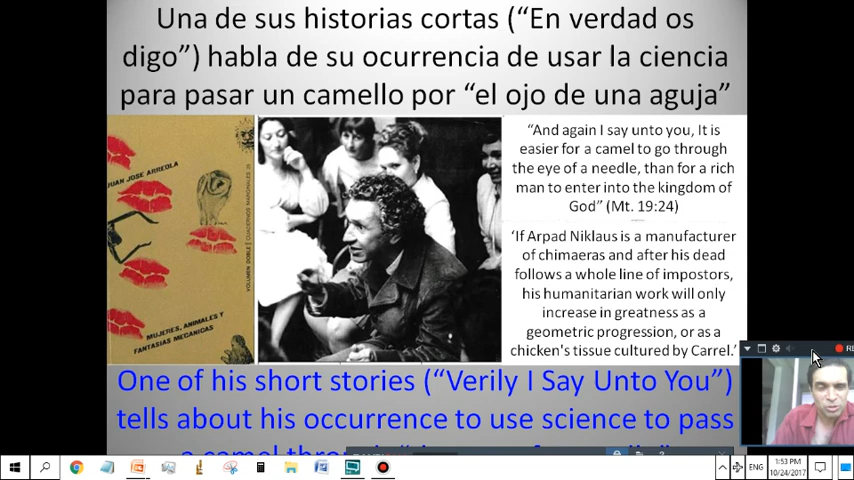 Una de sus historias cortas (“En verdad os
digo”) habla de su ocurrencia de usar la ciencia
para pasar un camello por “el ojo de una aguja”
JUAN JOSE ARREOLA
VOLUMEN DOBLE / CUADERNOS MARGINALES
MUJERES, ANIMALES Y
FANTASIAS MECANICAS
“And again I say unto you, It is
easier for a camel to go through
the eye of a needle, than for a rich
man to enter into the kingdom of
God” (Mt. 19:24)
‘If Arpad Niklaus is a manufacturer
of chimaeras and after his dead
follows a whole line of impostors,
his humanitarian work will only
increase in greatness as a
geometric progression, or as a
chicken's tissue cultured by Carrel.’
One of his short stories (“Verily I Say Unto You”)
tells about his occurrence to use science to pass
RE
ENG
1:53 PM
10/24/2017